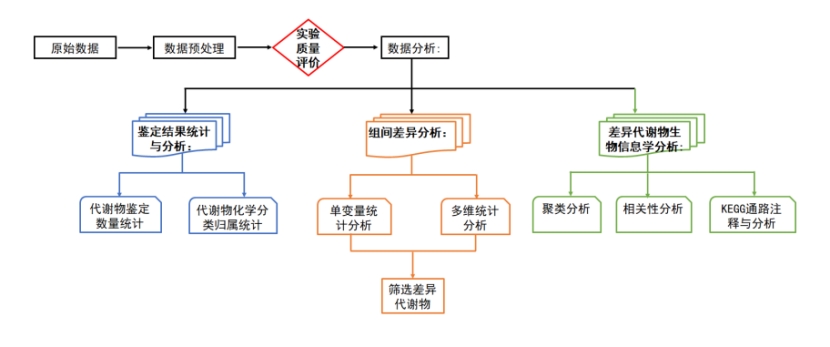 原始数据
数据预处理
实验
质量
评价
数据分析:
鉴定结果统计
与分析:
组间差异分析:
差异代谢物生
物信息学分析:
代谢物鉴定
数量统计
代谢物化学分
类归属统计
单变量统
计分析
多维统计
分析
聚类分析
相关性分析
KEGG通路注
释与分析
筛选差异
代谢物